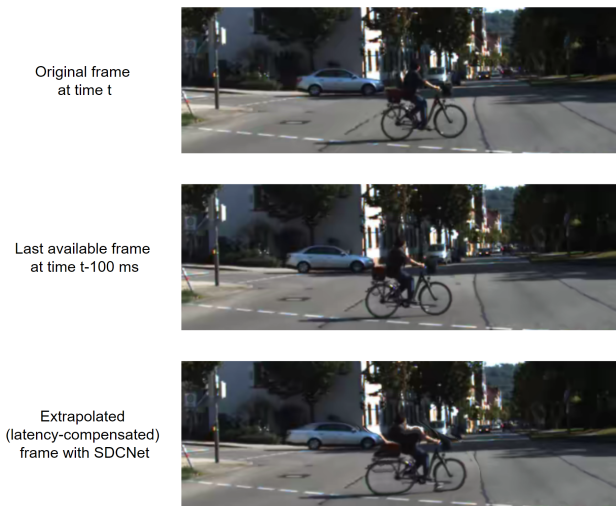 Original frame
at time t
Last available frame
at time t-100 ms
Extrapolated
(latency-compensated)
frame with SDCNet